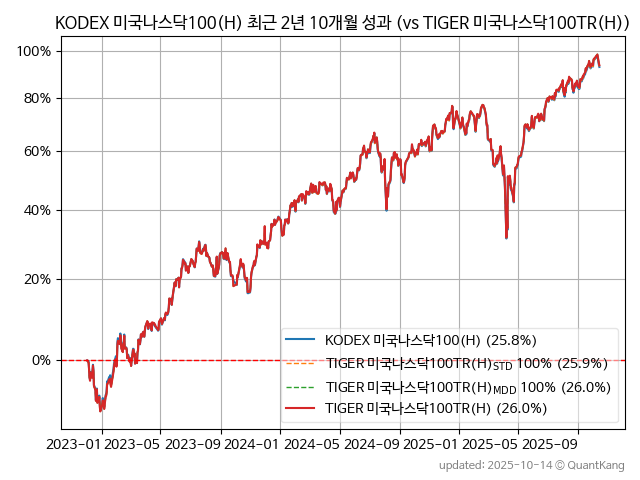 KODEX 미국나스닥100(H) 최근 2년 10개월 성과 (vs TIGER 미국나스닥100TR(H))
100%
80%
60%
40%
20%
0%
KODEX 미국나스닥100(H) (25.8%)
TIGER 미국나스닥100TR(H)STD 100% (25.9%)
TIGER 미국나스닥100TR(H)MDD 100% (26.0%)
TIGER 미국나스닥100TR(H) (26.0%)
2023-01 2023-05 2023-09 2024-01 2024-05 2024-09 2025-01 2025-05 2025-09
updated: 2025-10-14 © QuantKang